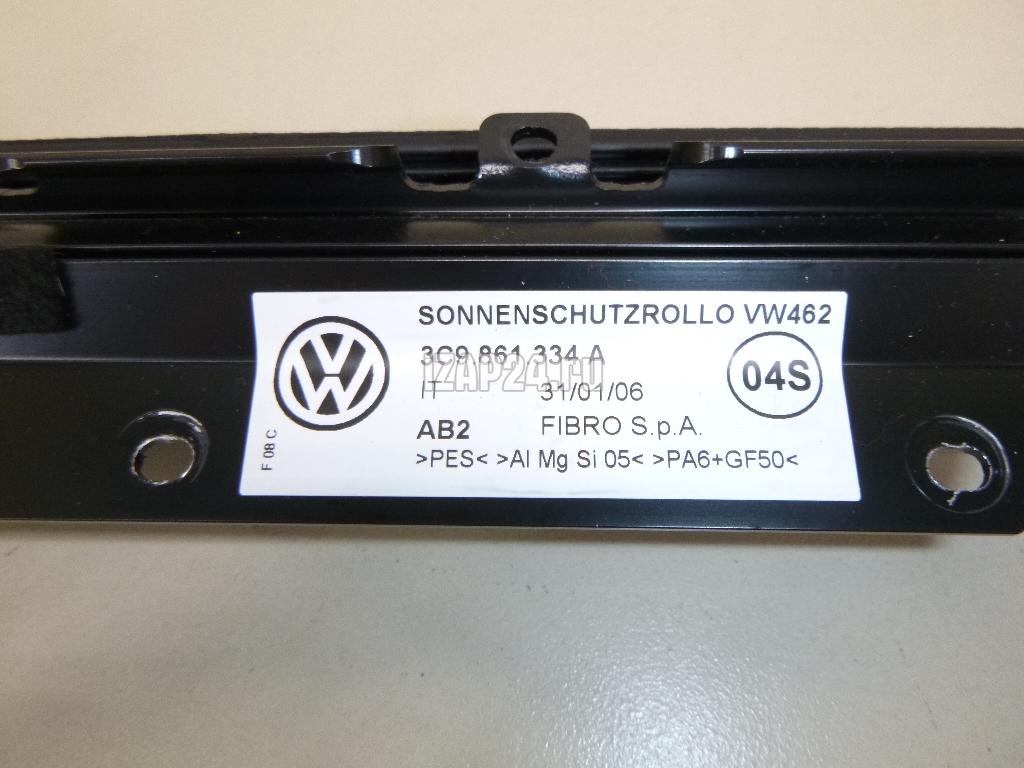 SONNENSCHUTZROLLO VW462
3C9 861 334 A
IZAP24.ru
IT 31/01/06
04S
AB2 FIBRO S.p.A.
>PES< >Al Mg Si 05< >PA6+GF50<
F 08 C